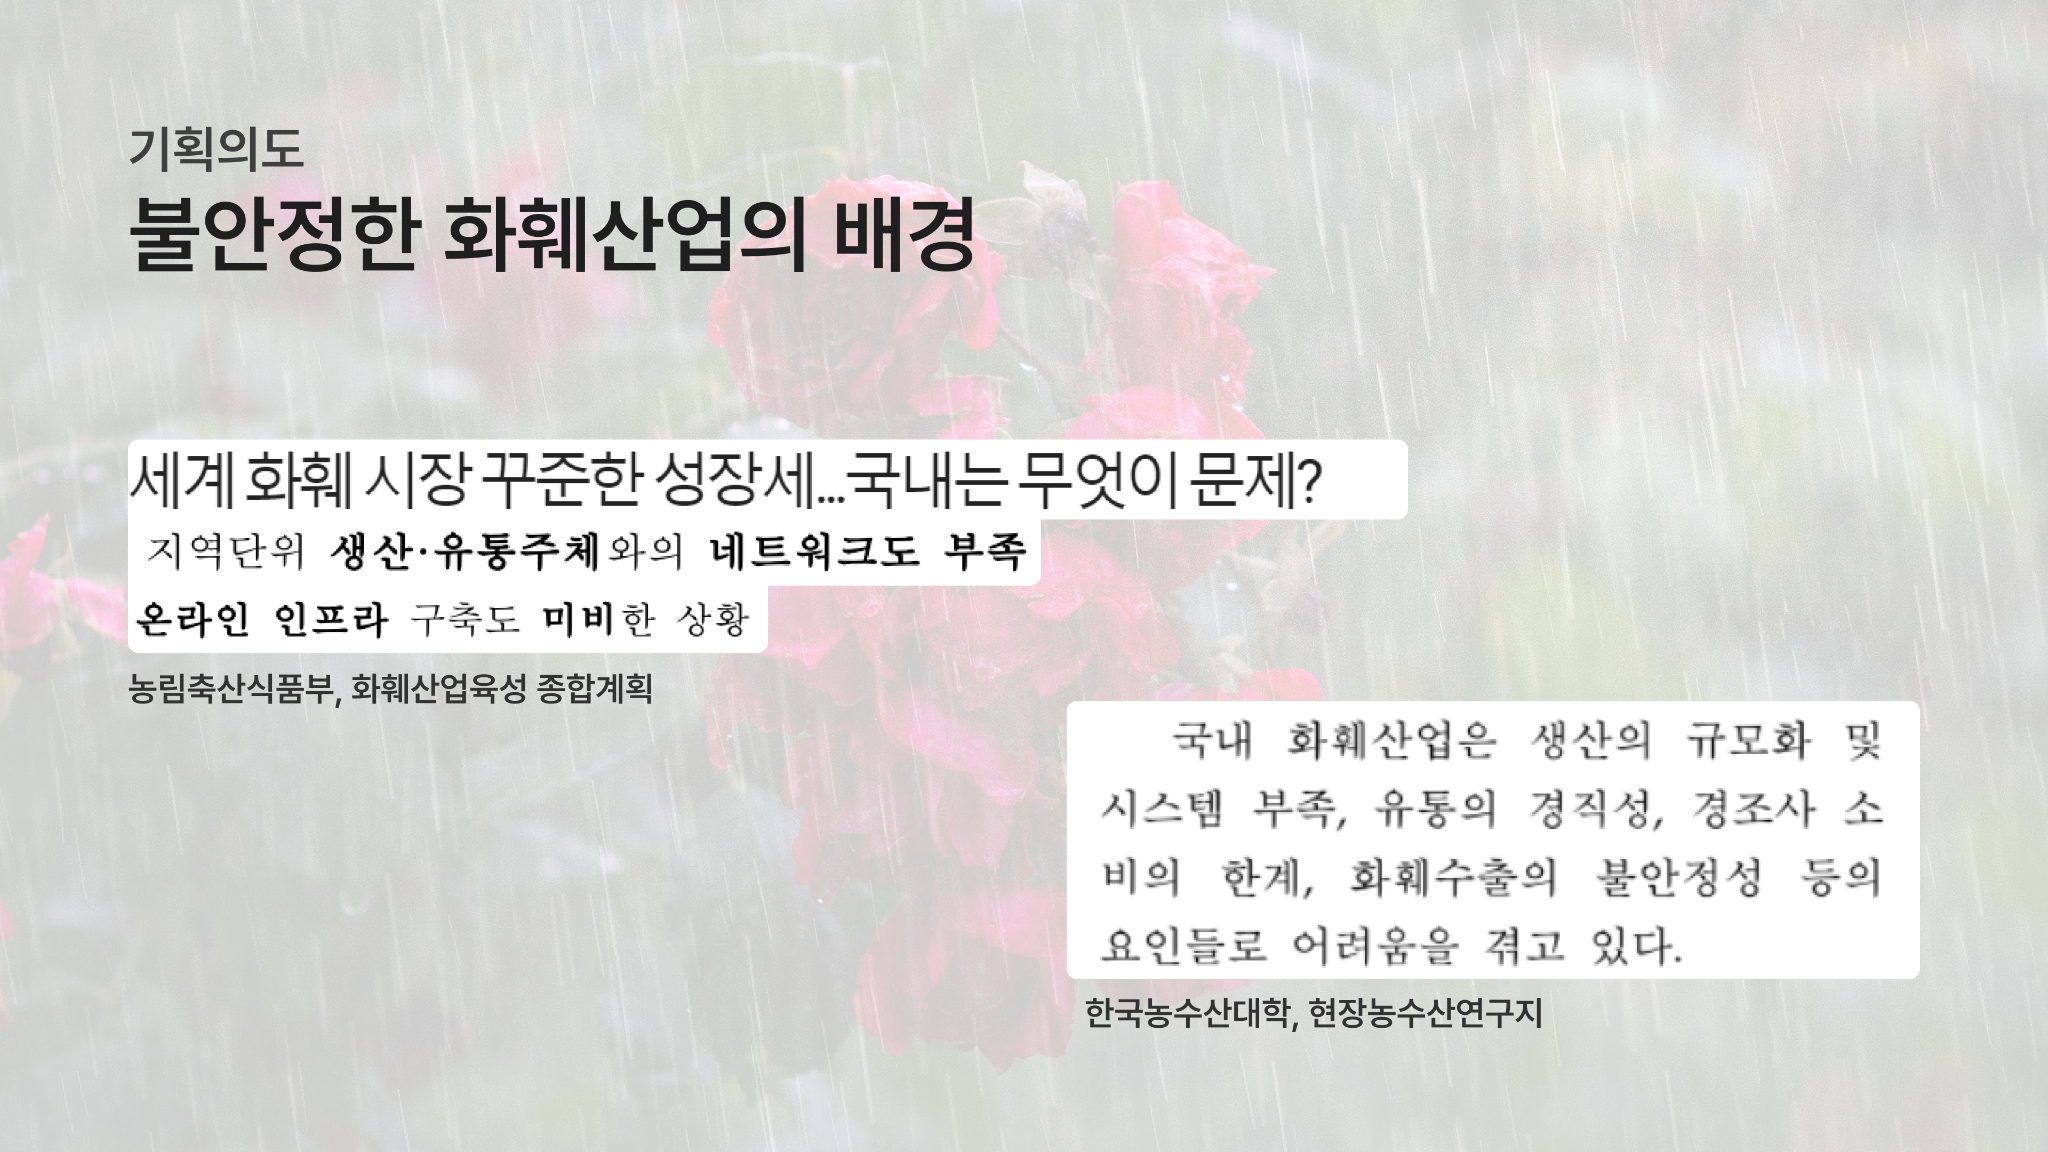 기획의도
불안정한 화훼산업의 배경
세계 화훼 시장 꾸준한 성장세...국내는 무엇이 문제?
지역단위 생산·유통주체와의 네트워크도 부족
온라인 인프라 구축도 미비한 상황
농림축산식품부, 화훼산업육성 종합계획
국내 화훼산업은 생산의 규모화 및
시스템 부족, 유통의 경직성, 경조사 소
비의 한계, 화훼수출의 불안정성 등의
요인들로 어려움을 겪고 있다.
한국농수산대학, 현장농수산연구지